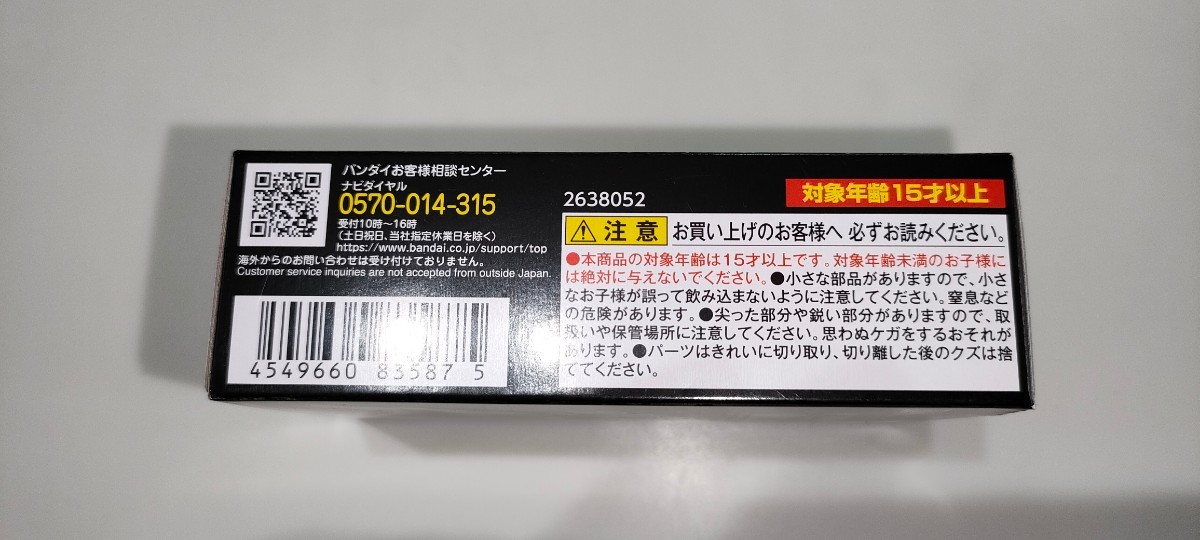 バンダイお客様相談センター
ナビダイヤル
0570-014-315
受付10時～16時
(土日祝日、当社指定休業日を除く)
https://www.bandai.co.jp/support/top
海外からのお問い合わせは受け付けておりません。
Customer service inquiries are not accepted from outside Japan.
4549660 83587 5
2638052
対象年齢15才以上
注意 お買い上げのお客様へ 必ずお読みください。
●本商品の対象年齢は15才以上です。対象年齢未満のお子様に
は絶対に与えないでください。●小さな部品がありますので、小さ
なお子様が誤って飲み込まないように注意してください。窒息など
の危険があります。●尖った部分や鋭い部分がありますので、取
扱いや保管場所に注意してください。思わぬケガをするおそれが
あります。●パーツはきれいに切り取り、切り離した後のクズは捨
ててください。